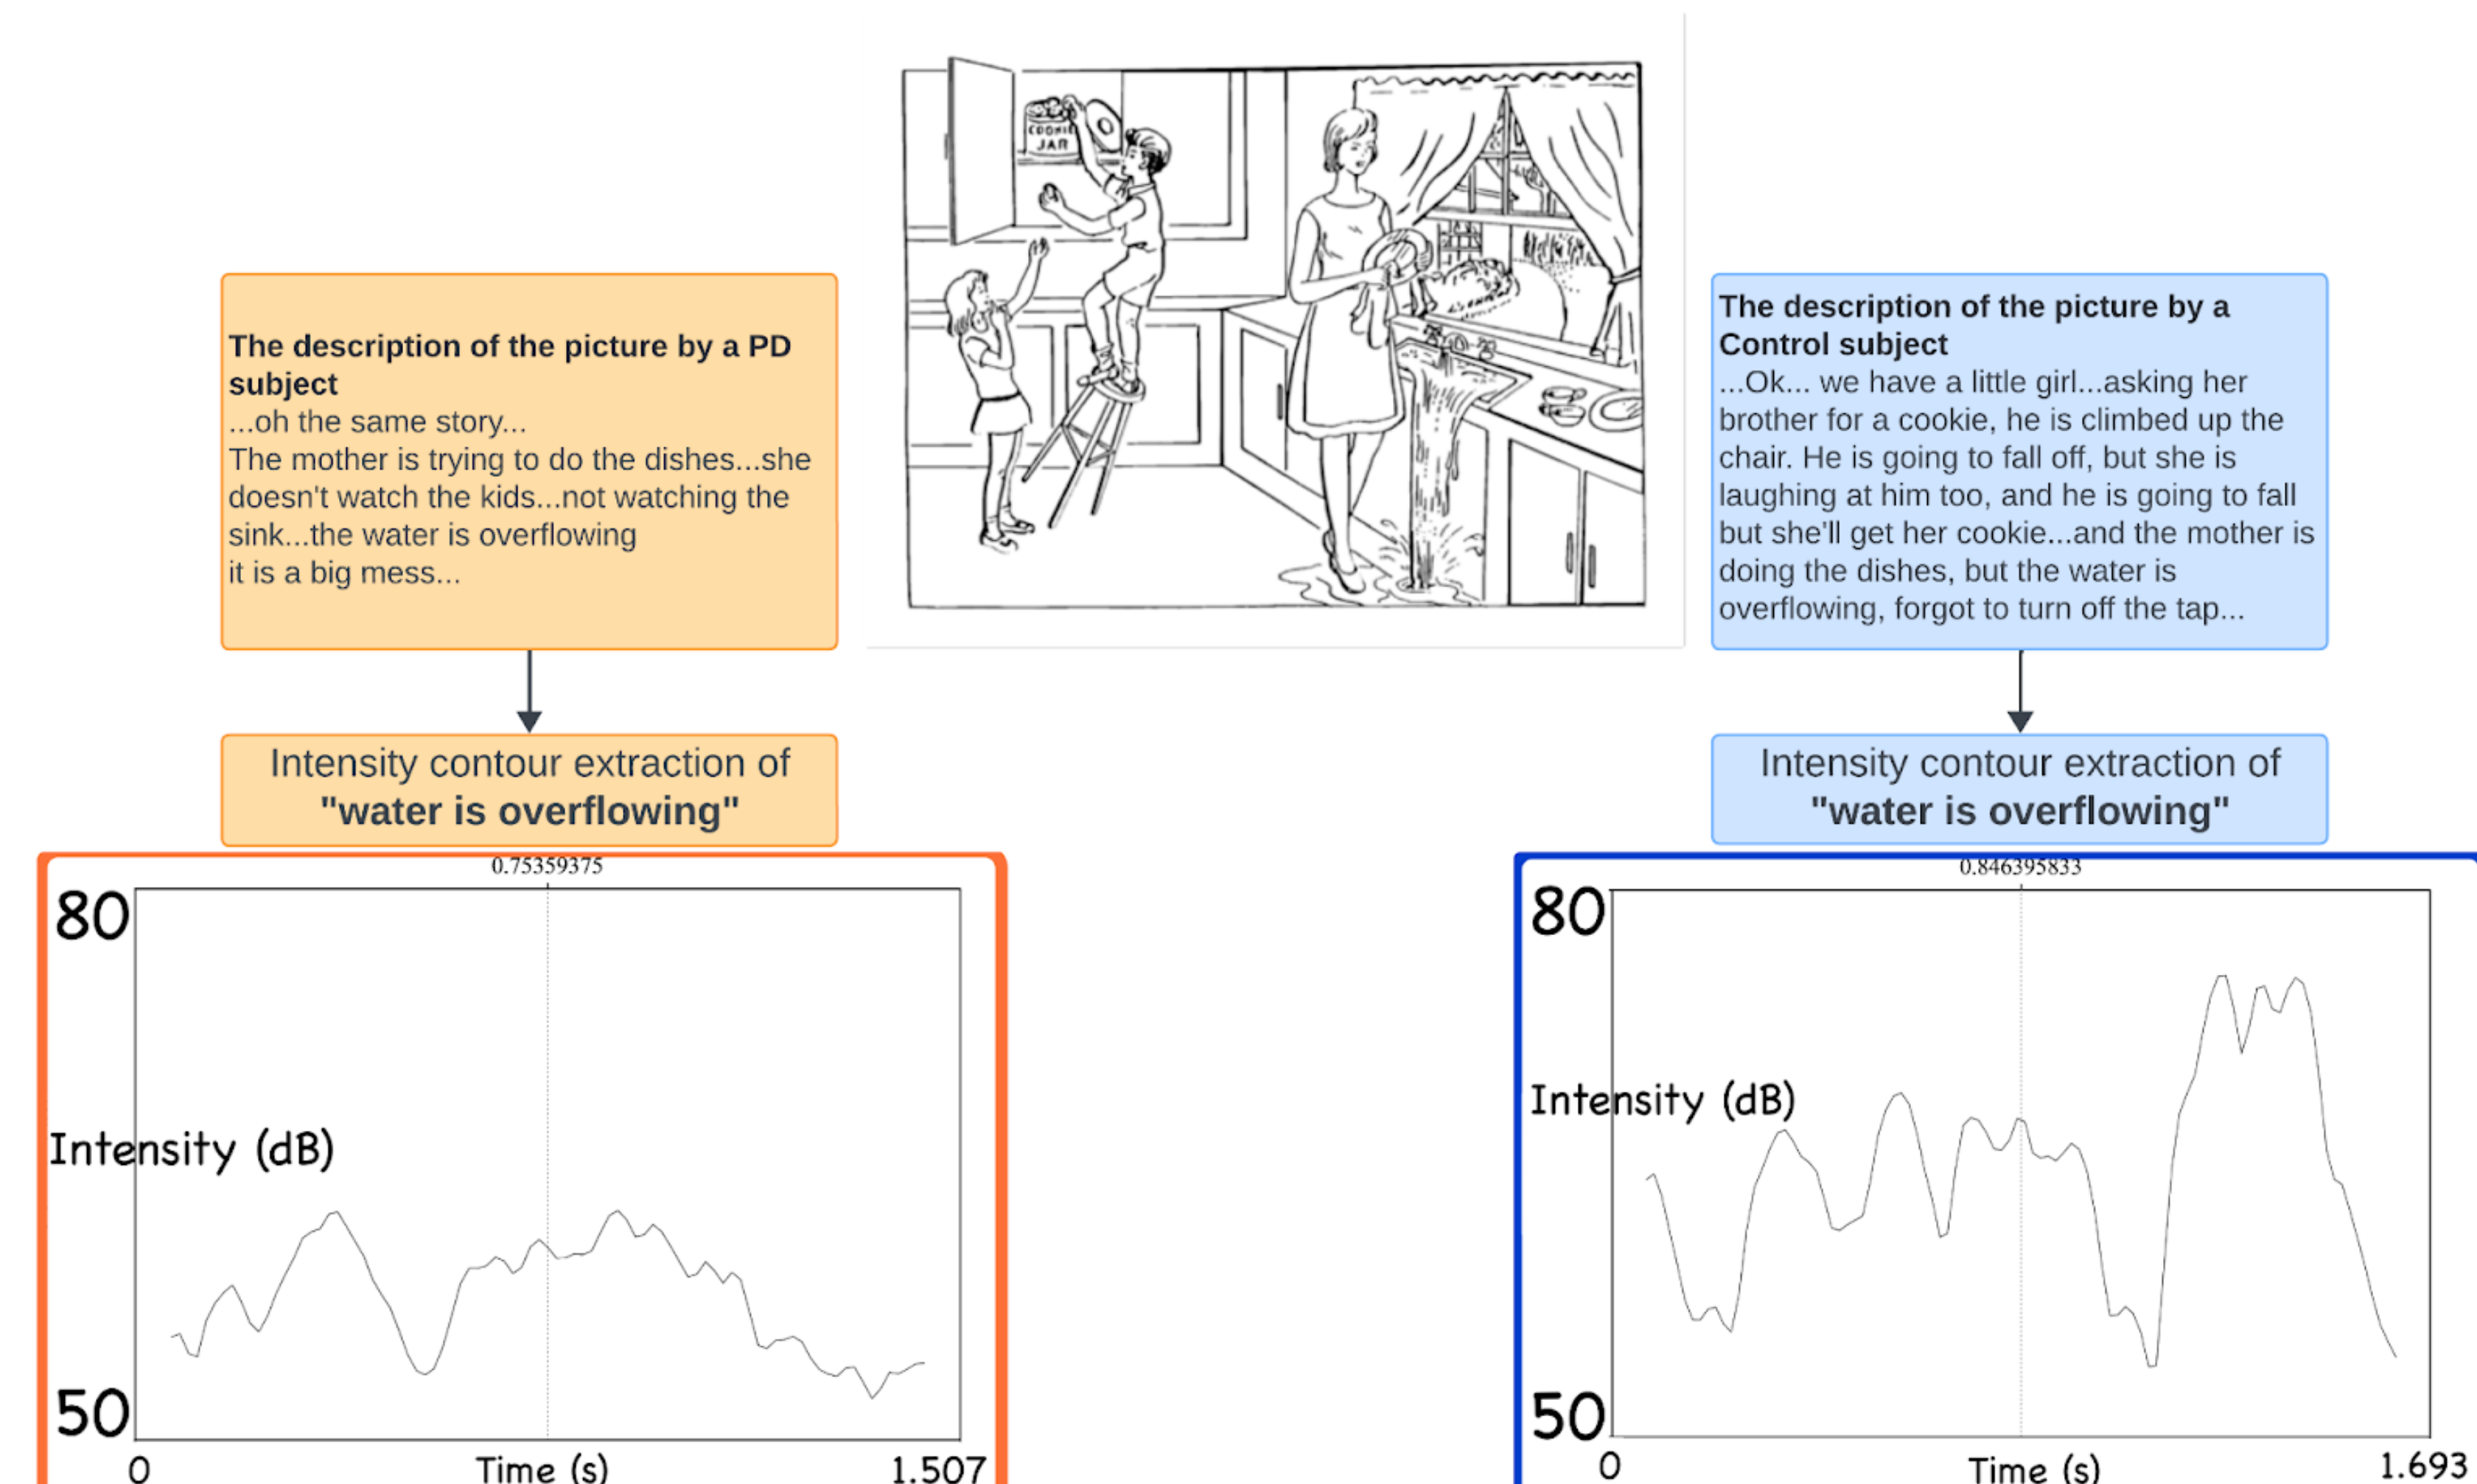 COOKIE
JAR
The description of the picture by a PD
subject
...oh the same story...
The mother is trying to do the dishes...she
doesn't watch the kids...not watching the
sink...the water is overflowing
it is a big mess...
The description of the picture by a
Control subject
...Ok... we have a little girl...asking her
brother for a cookie, he is climbed up the
chair. He is going to fall off, but she is
laughing at him too, and he is going to fall
but she'll get her cookie...and the mother is
doing the dishes, but the water is
overflowing, forgot to turn off the tap...
Intensity contour extraction of
"water is overflowing"
Intensity contour extraction of
"water is overflowing"
0.75359375
80
Intensity (dB)
50
0
Time (s)
1.507
0.846395833
80
Intensity (dB)
50
0
Time (s)
1.693